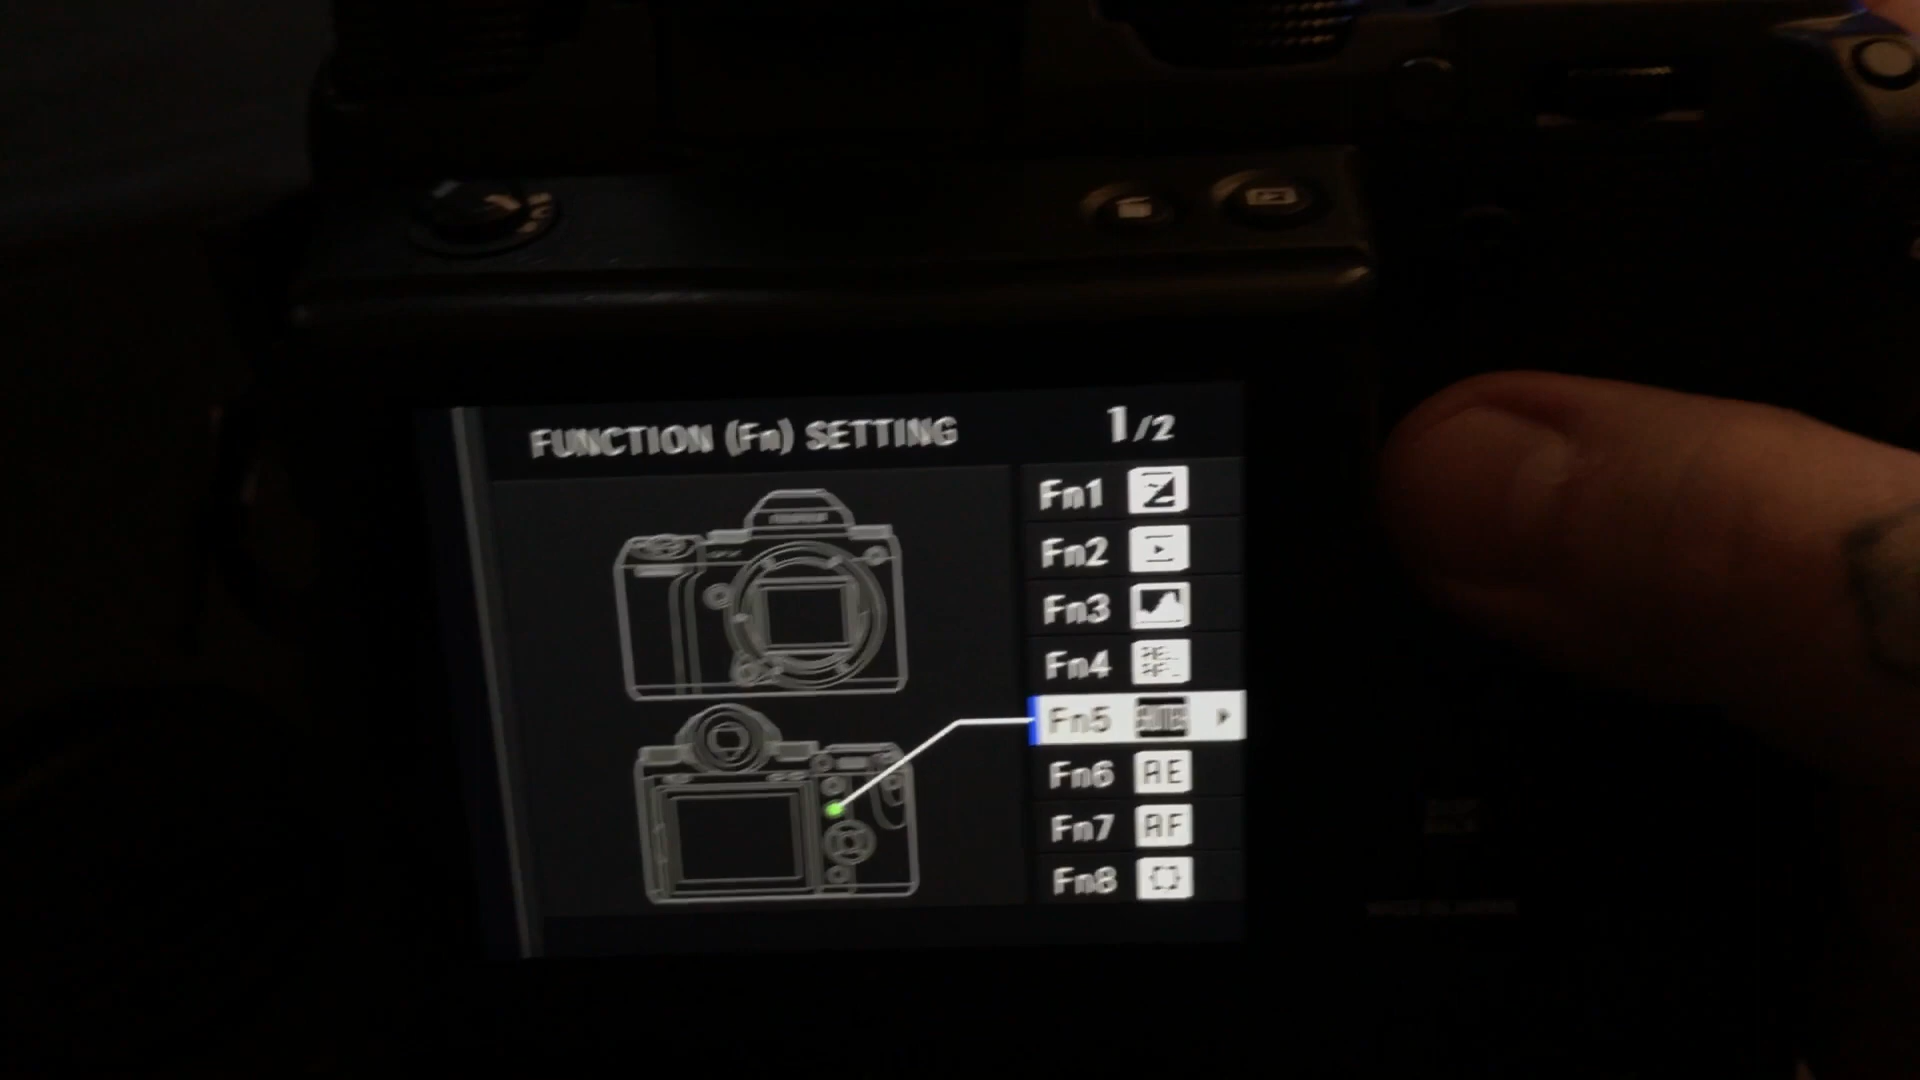 FUNCTION (Fn) SETTING 1/2
Fn1
Fn2
Fn3
Fn4
Fn5
Fn6 AE
Fn7 AF
Fn8